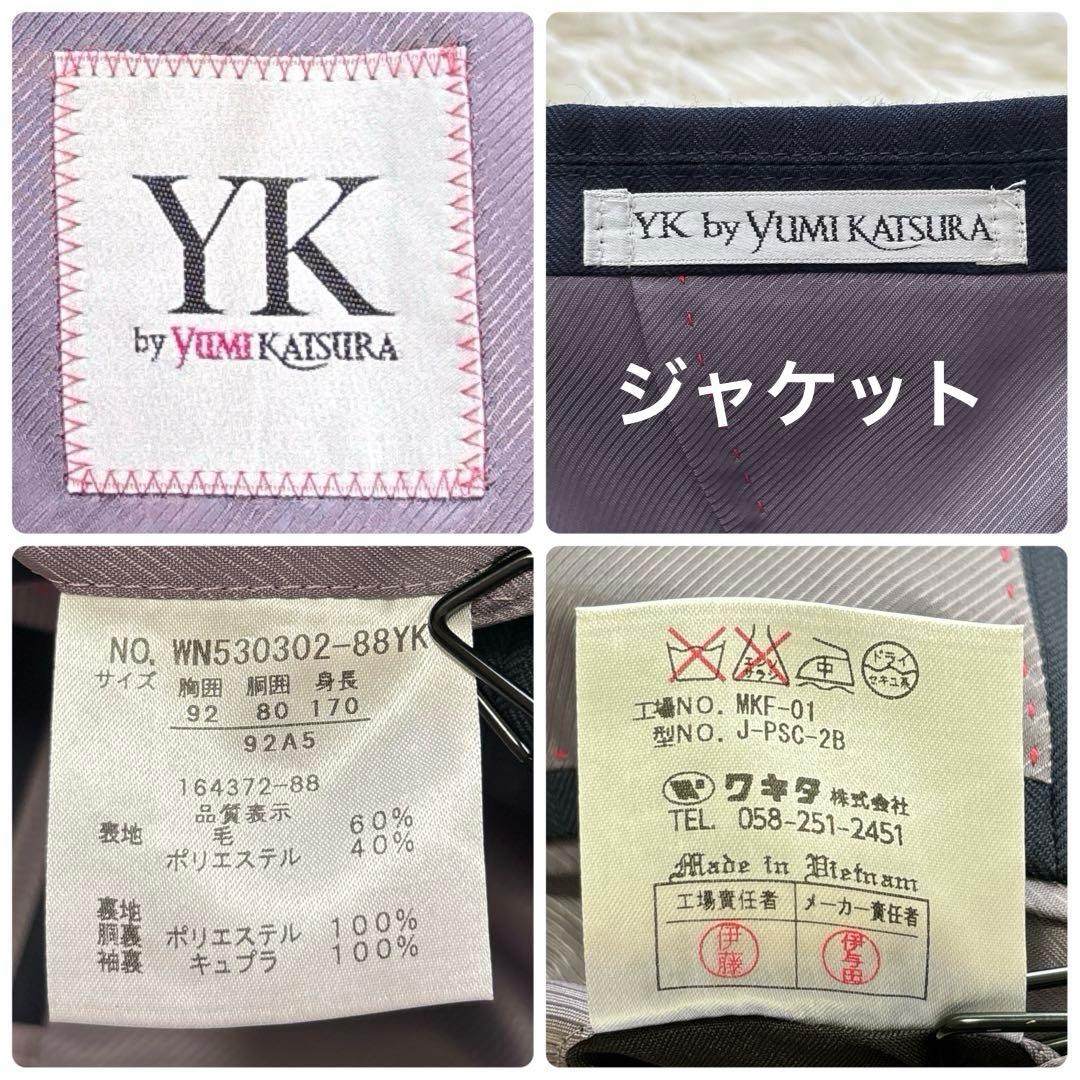 YK
by YUMI KATSURA
YK by YUMI KATSURA
ジャケット
NO. WN530302-88YK
サイズ 胸囲 胴囲 身長
92 80 170
92A5
164372-88
品質表示
表地 毛 60%
ポリエステル 40%
裏地
胴裏 ポリエステル 100%
袖裏 キュプラ 100%
エンソ
サラシ
中
ドライ
セキユ系
工場NO. MKF-01
型NO. J-PSC-2B
ワキタ株式会社
TEL. 058-251-2451
Made in Vietnam
工場責任者 メーカー責任者
伊藤 伊与田